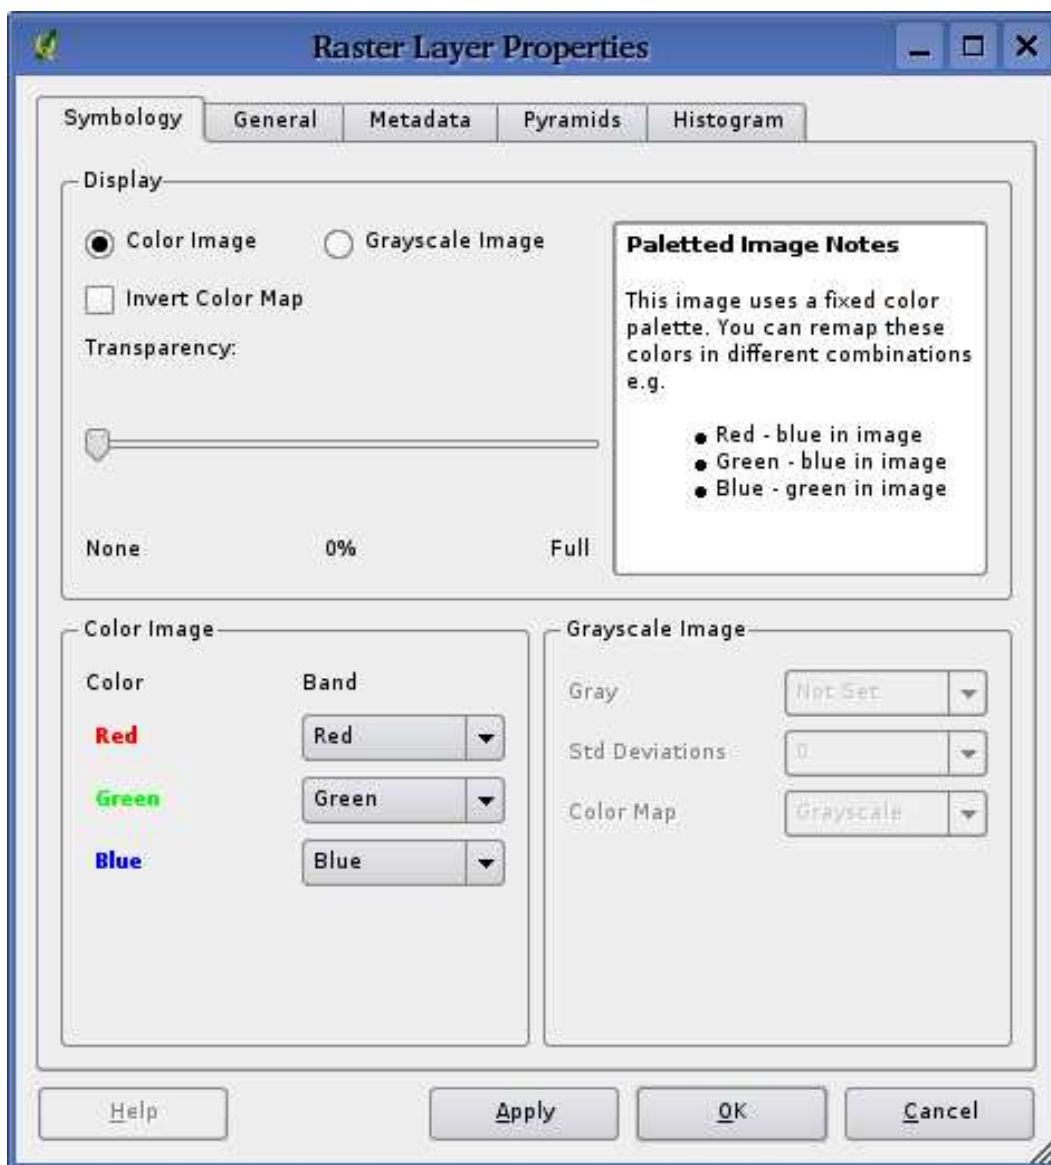 Raster Layer Properties
Symbology General Metadata Pyramids Histogram
Display
Color Image Grayscale Image
Invert Color Map
Transparency:
None 0% Full
Paletted Image Notes
This image uses a fixed color
palette. You can remap these
colors in different combinations
e.g.
• Red - blue in image
• Green - blue in image
• Blue - green in image
Color Image
Color Band
Red Red
Green Green
Blue Blue
Grayscale Image
Gray Not Set
Std Deviations 0
Color Map Grayscale
Help Apply OK Cancel